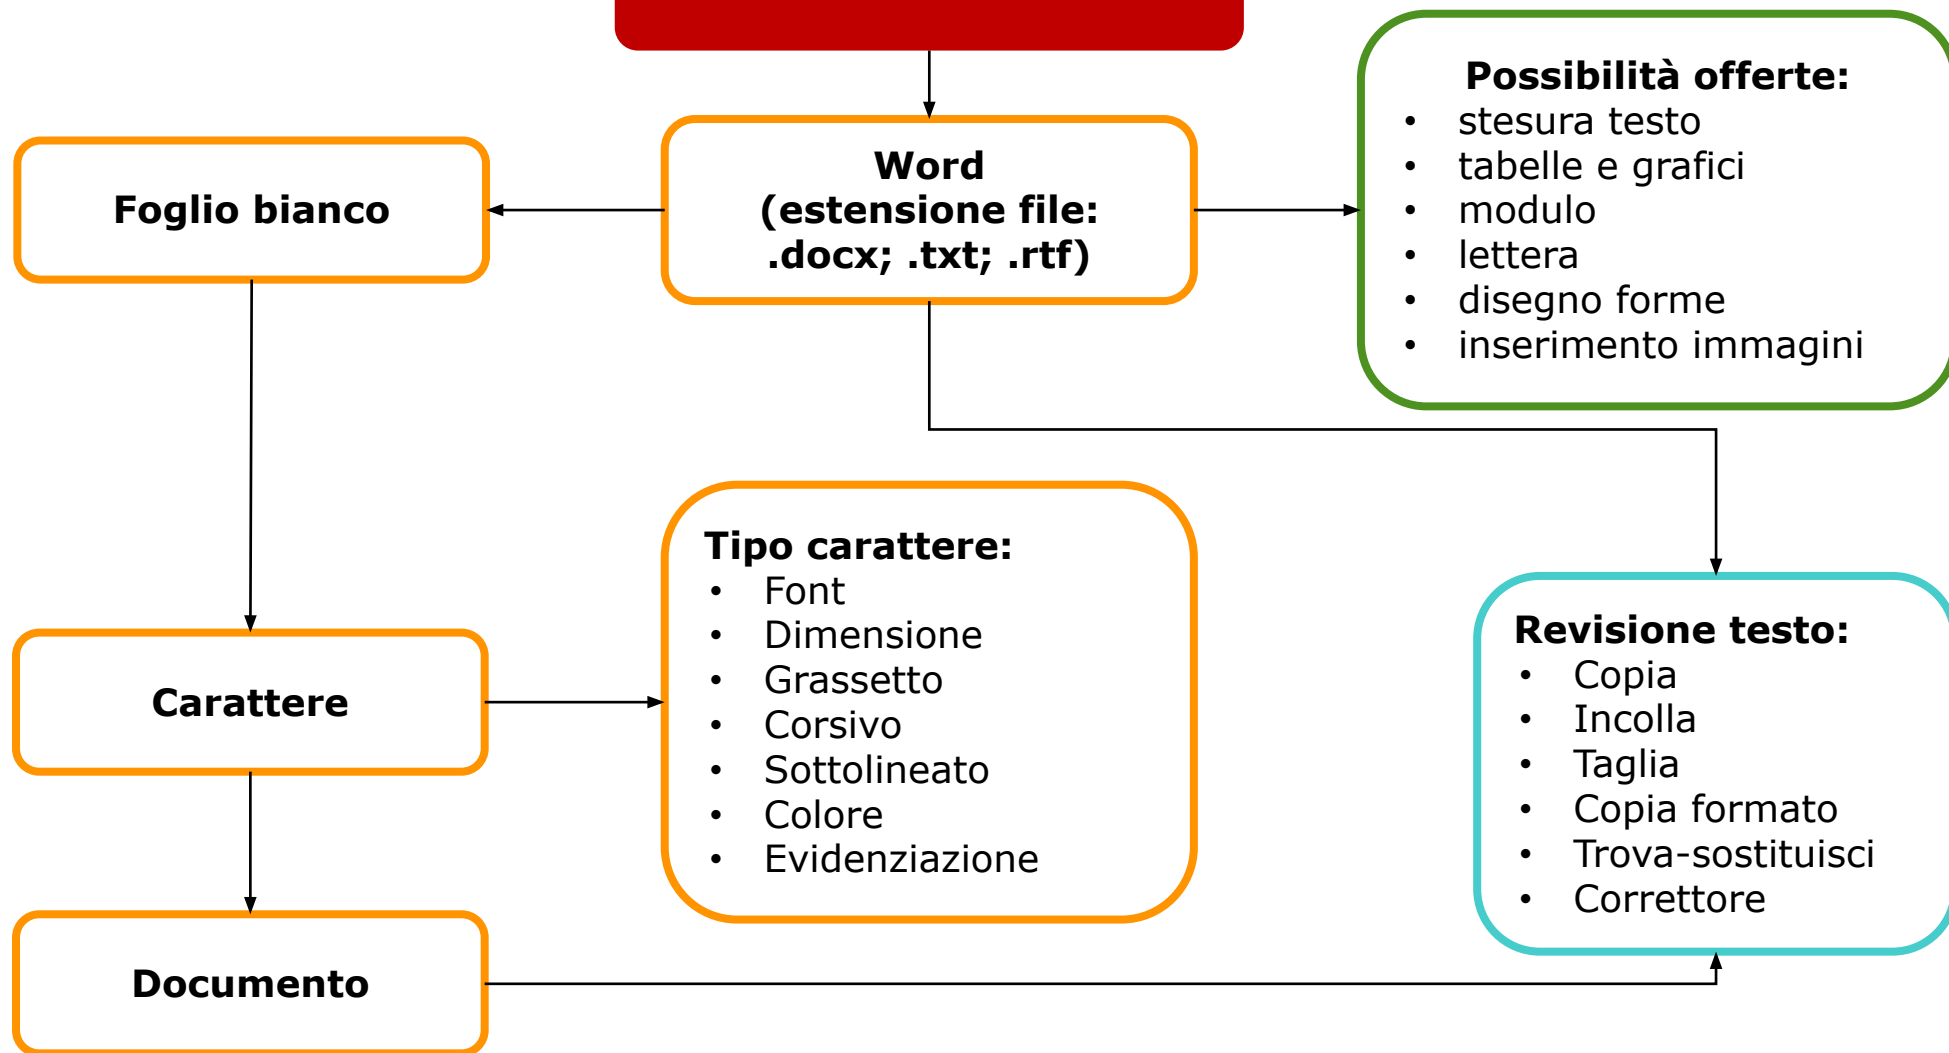 Possibilità offerte:
• stesura testo
• tabelle e grafici
• modulo
• lettera
• disegno forme
• inserimento immagini
Word
(estensione file:
.docx; .txt; .rtf)
Foglio bianco
Tipo carattere:
• Font
• Dimensione
• Grassetto
• Corsivo
• Sottolineato
• Colore
• Evidenziazione
Revisione testo:
• Copia
• Incolla
• Taglia
• Copia formato
• Trova-sostituisci
• Correttore
Carattere
Documento